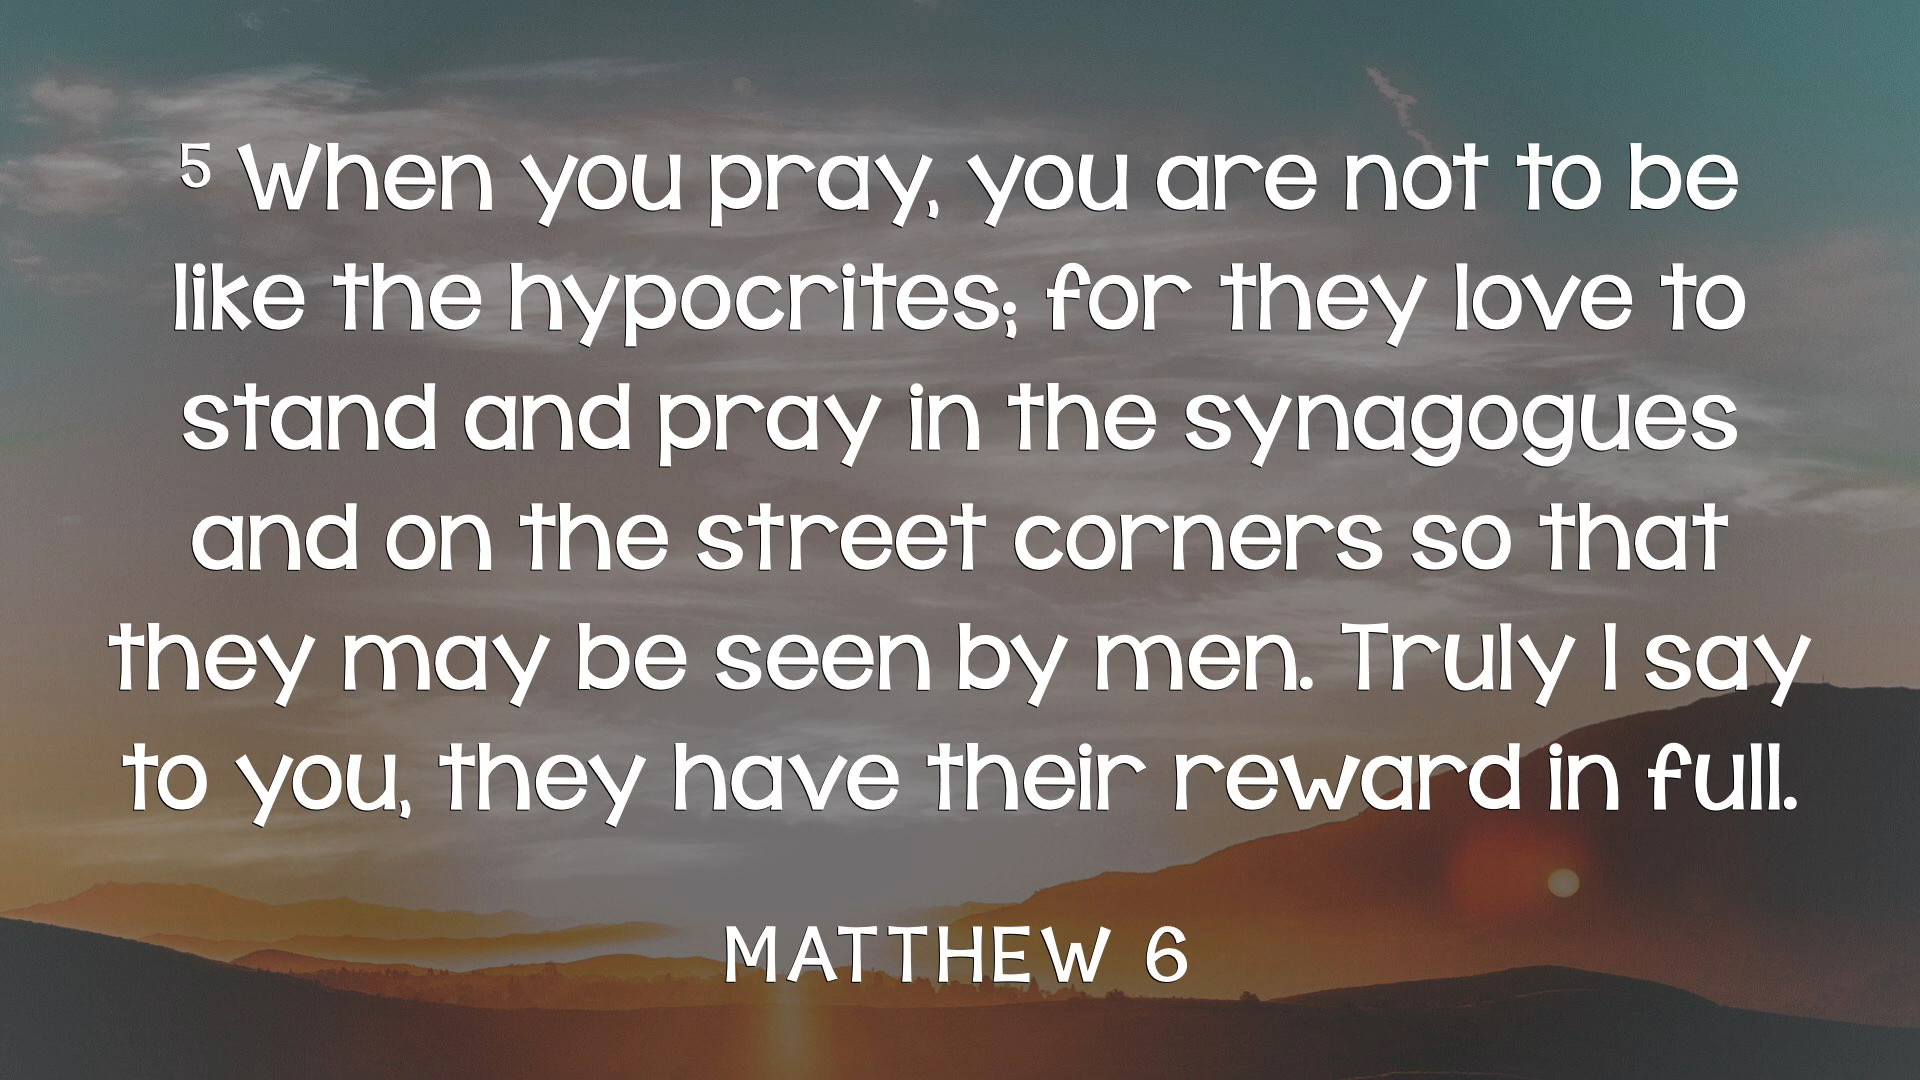 5 When you pray, you are not to be
like the hypocrites; for they love to
stand and pray in the synagogues
and on the street corners so that
they may be seen by men. Truly I say
to you, they have their reward in full.
MATTHEW 6